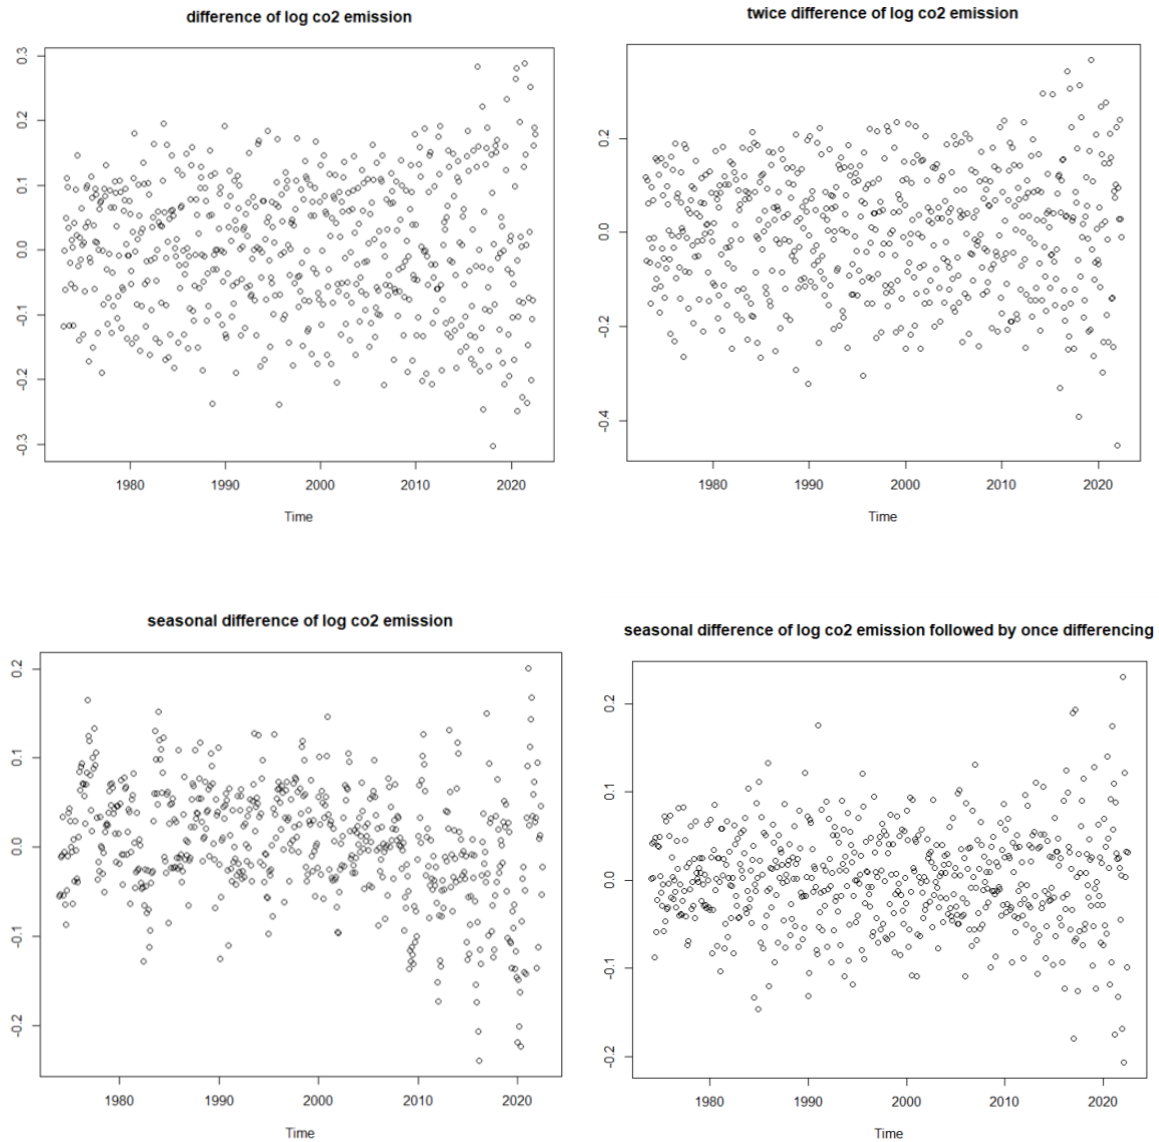 difference of log co2 emission
0.3
0.2
0.1
0.0
-0.1
-0.2
-0.3
1980 1990 2000 2010 2020
Time
twice difference of log co2 emission
0.2
0.0
-0.2
-0.4
1980 1990 2000 2010 2020
Time
seasonal difference of log co2 emission
0.2
0.1
0.0
-0.1
-0.2
1980 1990 2000 2010 2020
Time
seasonal difference of log co2 emission followed by once differencing
0.2
0.1
0.0
-0.1
-0.2
1980 1990 2000 2010 2020
Time